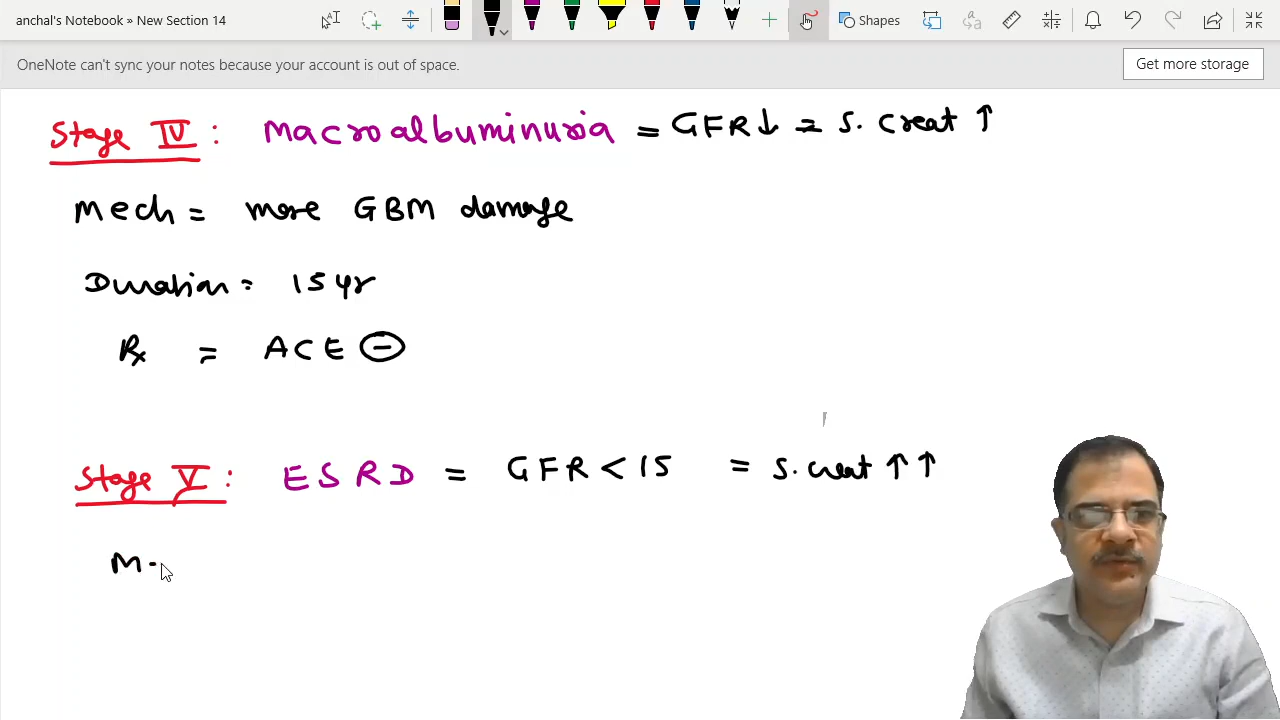 anchal's Notebook » New Section 14
Shapes
OneNote can't sync your notes because your account is out of space.
Get more storage
Stage IV : Macroalbuminuria = GFR↓ = S. Creat ↑
Mech = more GBM damage
Duration = 15 yr
Rx = ACE ⊖
Stage V : ESRD = GFR < 15 = S. Creat ↑↑
M -